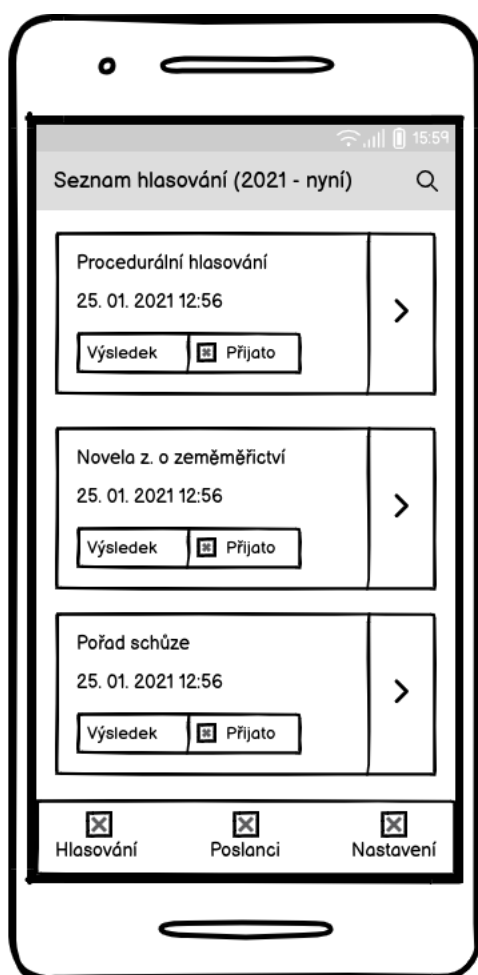 15:59
Seznam hlasování (2021 - nyní)
Procedurální hlasování
25. 01. 2021 12:56
Výsledek Přijato
Novela z. o zeměměřictví
25. 01. 2021 12:56
Výsledek Přijato
Pořad schůze
25. 01. 2021 12:56
Výsledek Přijato
Hlasování Poslanci Nastavení